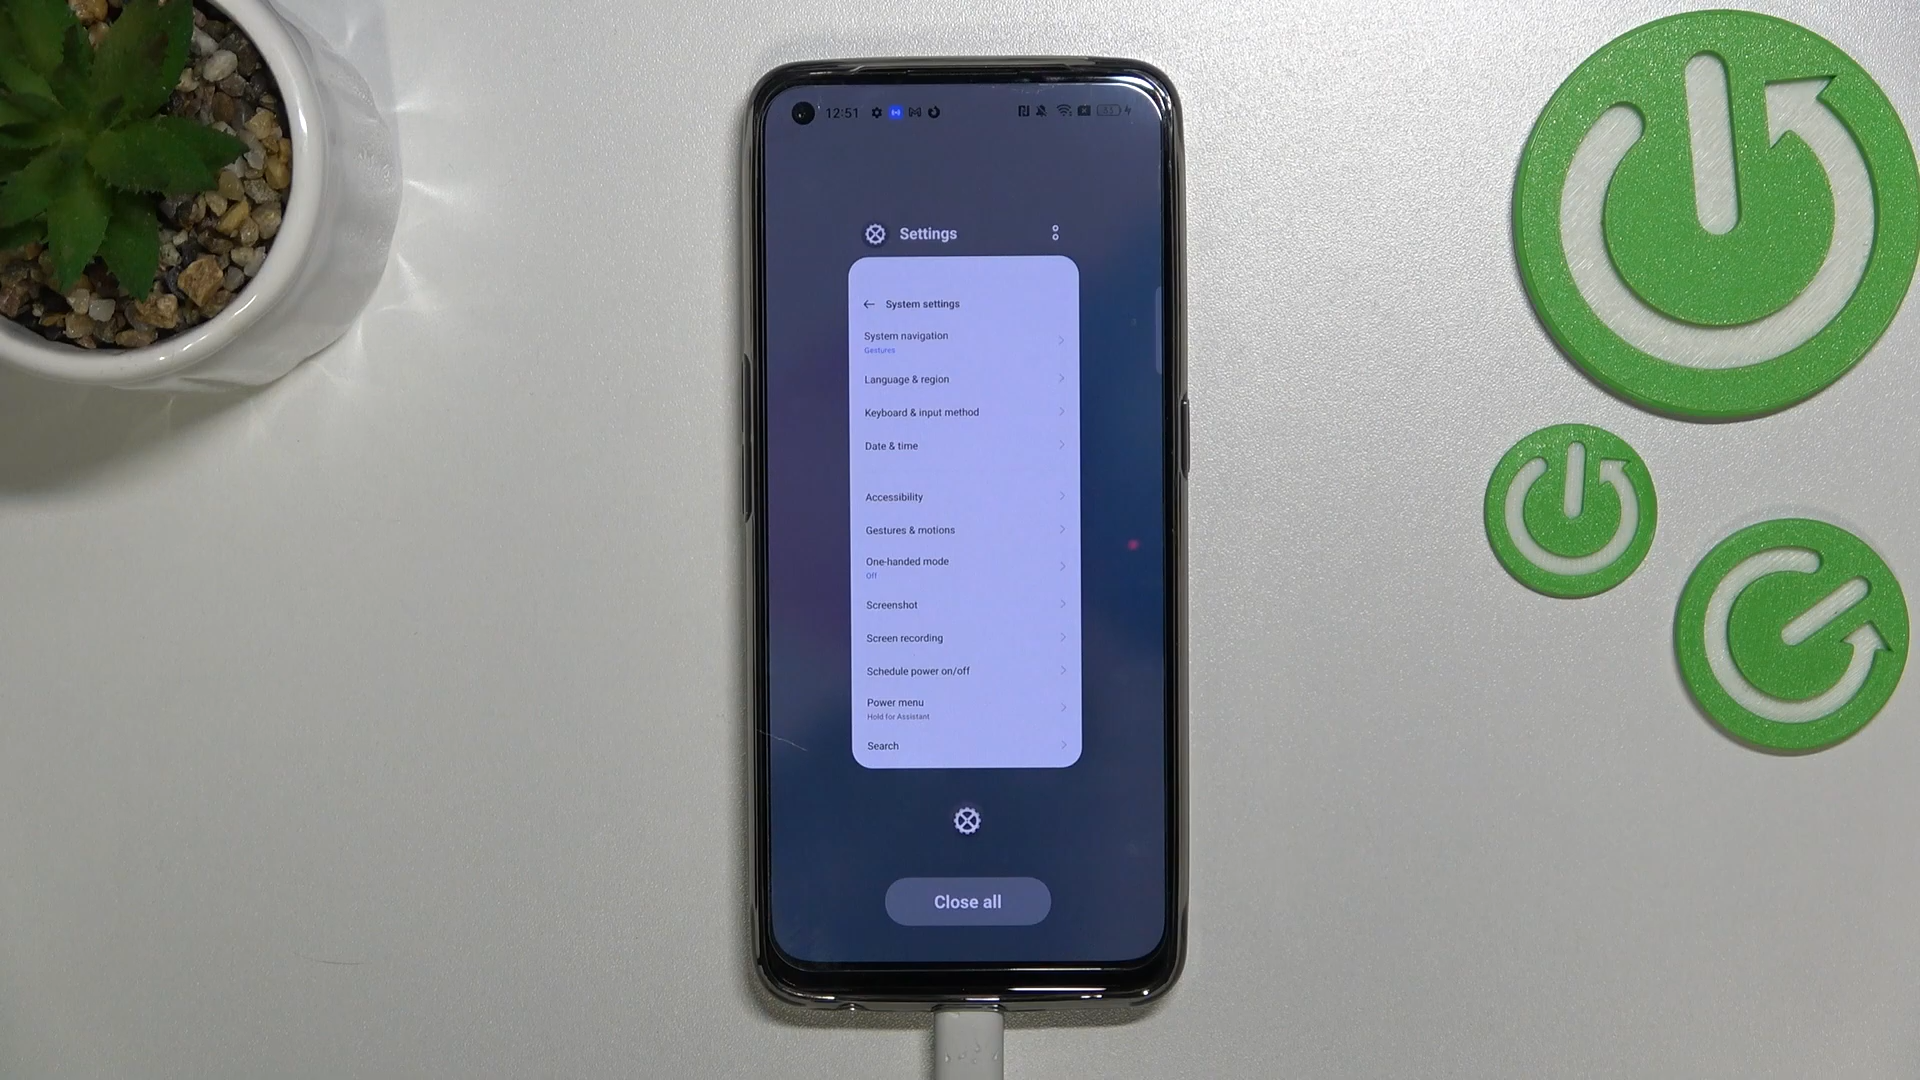 12:51
Settings
System settings
System navigation
Gestures
Language & region
Keyboard & input method
Date & time
Accessibility
Gestures & motions
One-handed mode
Off
Screenshot
Screen recording
Schedule power on/off
Power menu
Hold for Assistant
Search
Close all